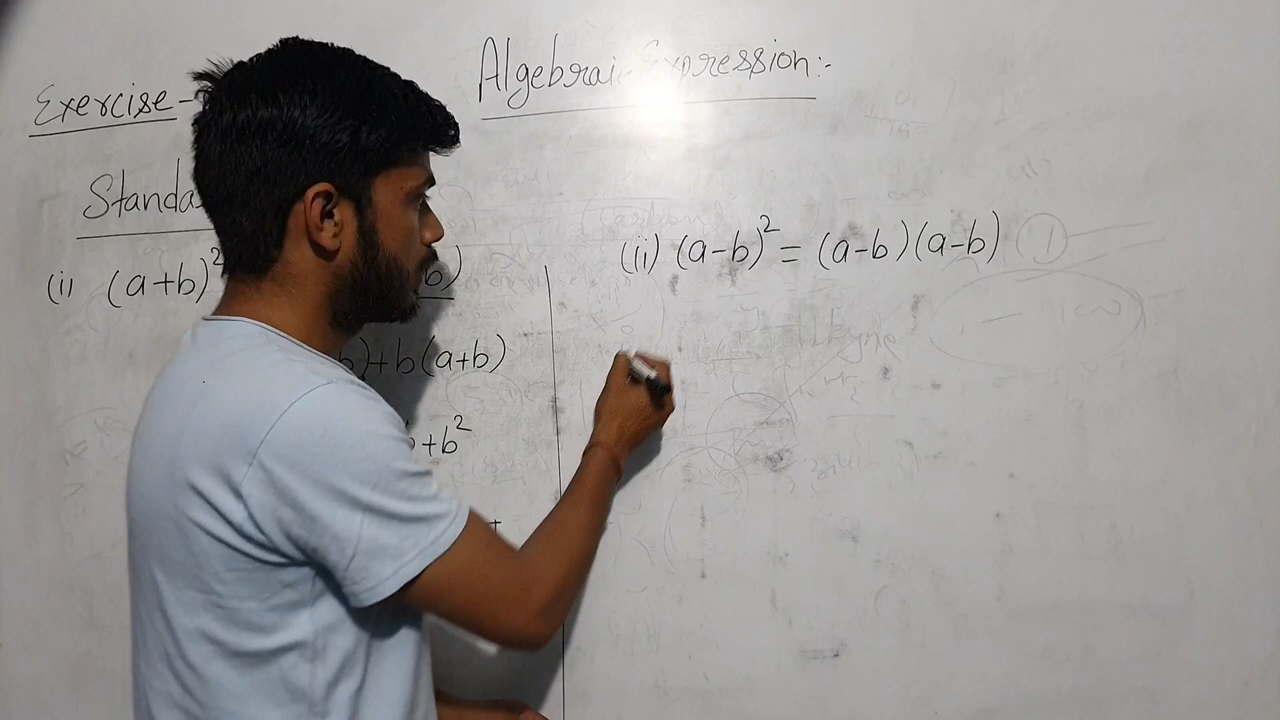 Algebraic Expression:-
Exercise-
Standa
(i) (a+b)²
b)
b)+b(a+b)
+b²
(ii) (a-b)² = (a-b)(a-b)